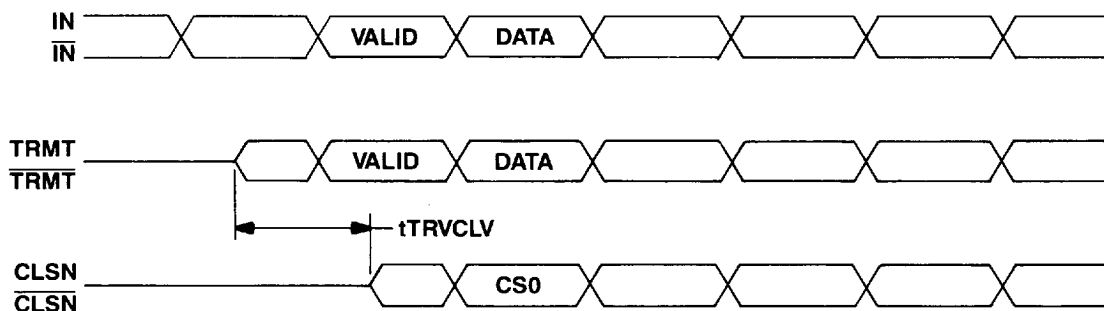 IN
IN
VALID DATA
TRMT
TRMT
VALID DATA
tTRVCLV
CLSN
CLSN
CS0